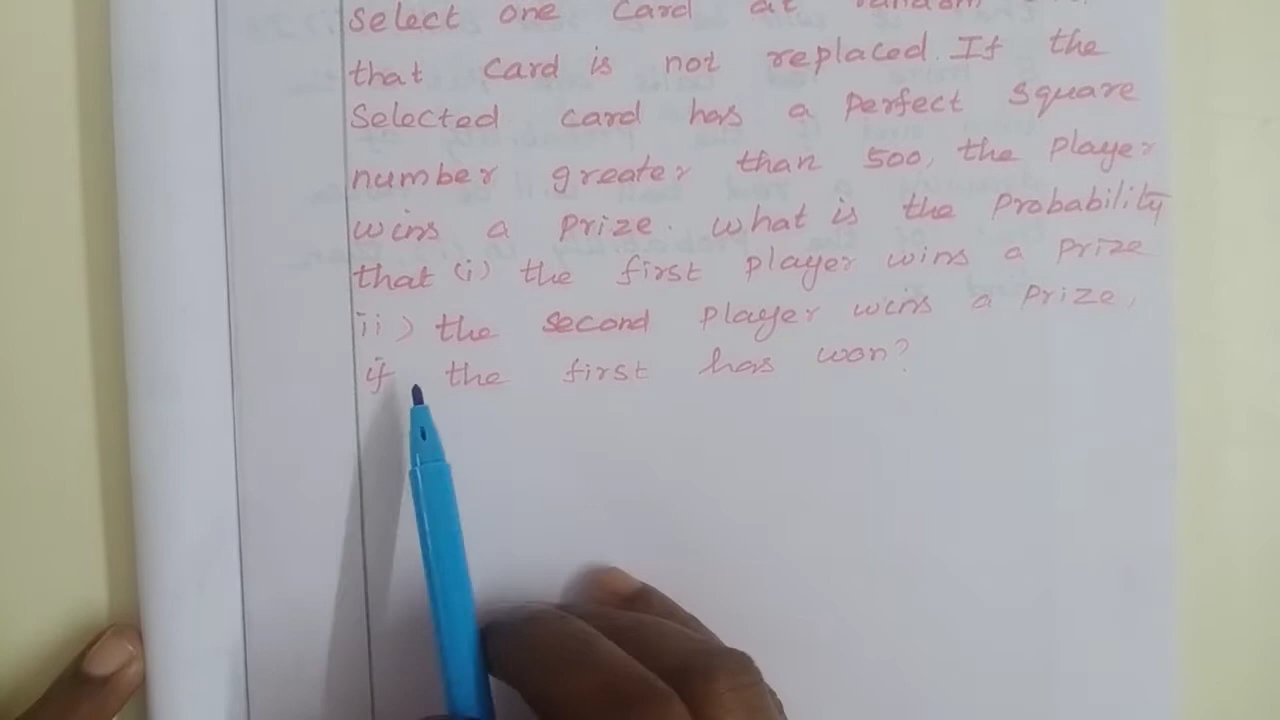 Select one card at random
that card is not replaced. If the
Selected card has a perfect square
number greater than 500, the player
wins a prize. what is the probability
that (i) the first player wins a prize
ii) the second player wins a prize,
if the first has won?